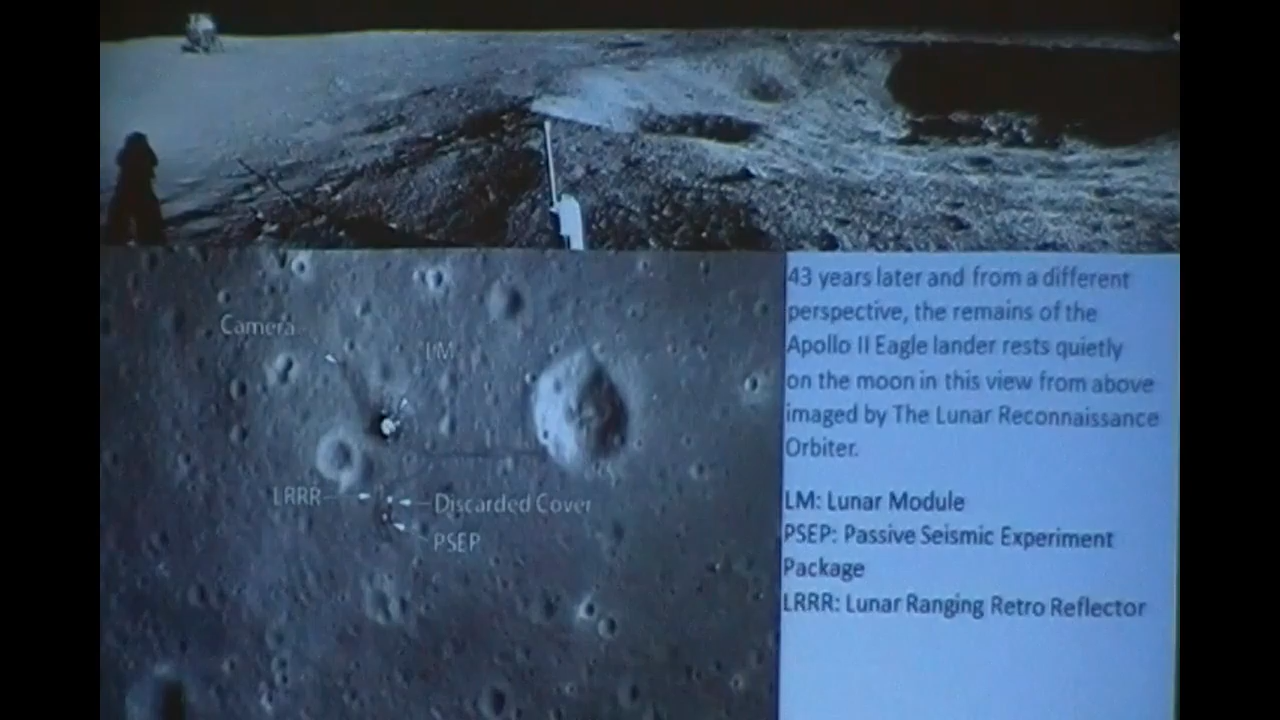 43 years later and from a different
perspective, the remains of the
Apollo II Eagle lander rests quietly
on the moon in this view from above
imaged by The Lunar Reconnaissance
Orbiter.
LM: Lunar Module
PSEP: Passive Seismic Experiment
Package
LRRR: Lunar Ranging Retro Reflector
Camera
LM
LRRR
Discarded Cover
PSEP